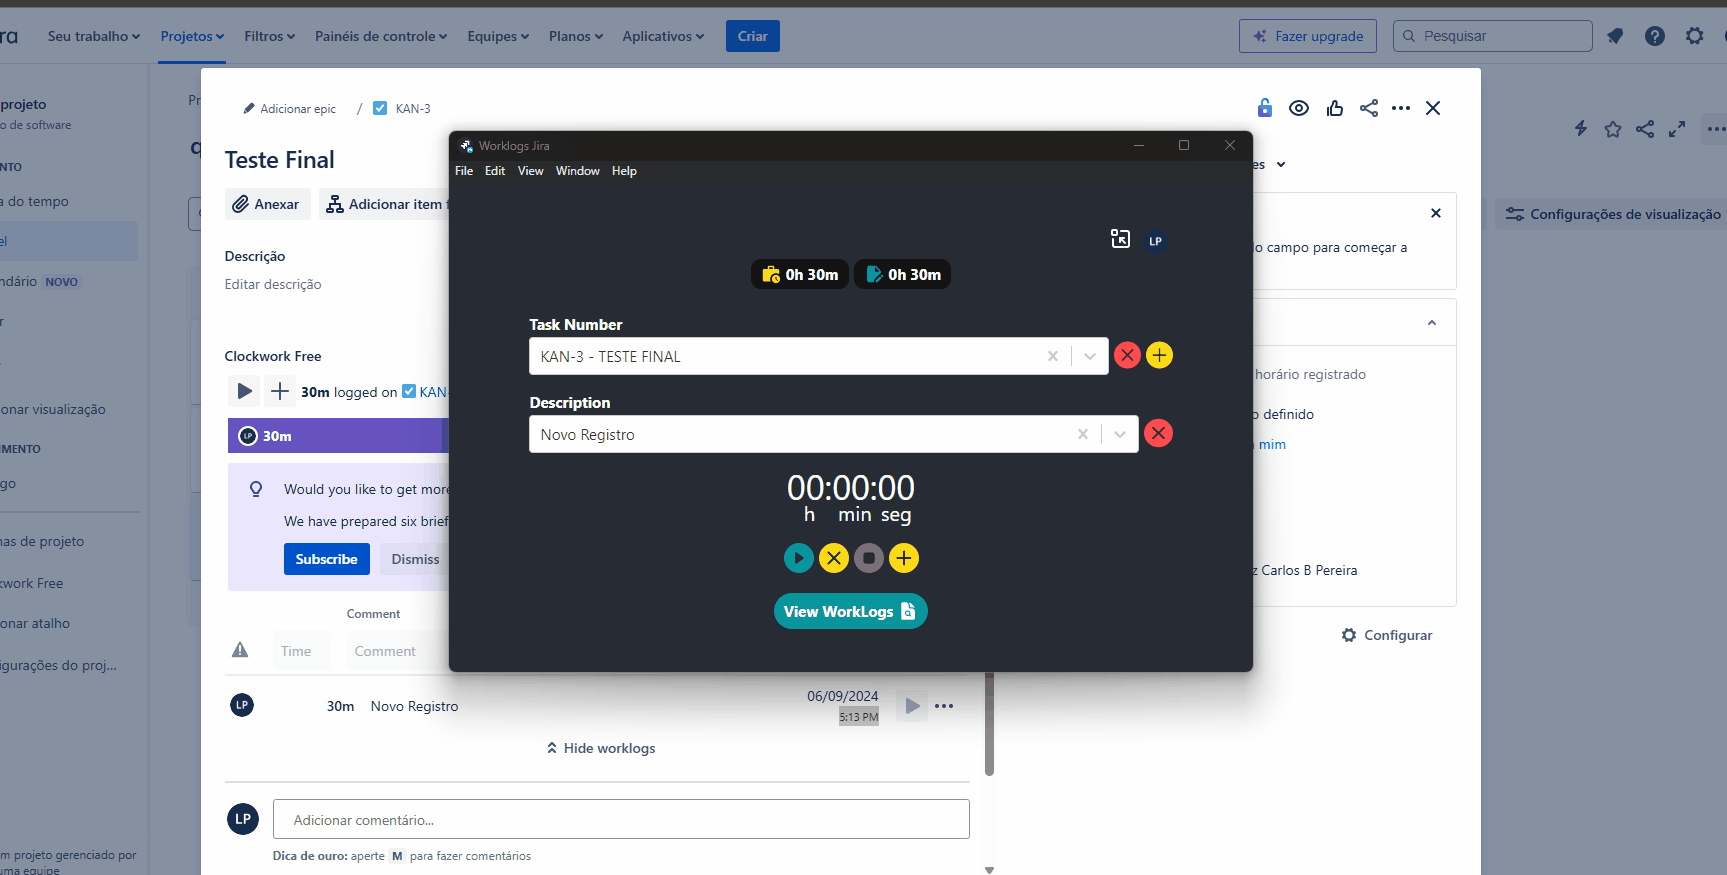 ra
Seu trabalho
Projetos
Filtros
Painéis de controle
Equipes
Planos
Aplicativos
Criar
Fazer upgrade
Pesquisar
projeto
o de software
NTO
a do tempo
el
ndário NOVO
r
onar visualização
IMENTO
go
nas de projeto
kwork Free
onar atalho
igurações do proj...
m projeto gerenciado por
uma equipe
Pr
q
Configurações de visualização
Adicionar epic / KAN-3
Teste Final
Anexar
Adicionar item f
Descrição
Editar descrição
Clockwork Free
30m logged on KAN-
LP 30m
Would you like to get more
We have prepared six brief
Subscribe
Dismiss
Comment
Time
Comment
LP
30m
Novo Registro
06/09/2024
5:13 PM
Hide worklogs
LP
Adicionar comentário...
Dica de ouro: aperte M para fazer comentários
Worklogs Jira
File Edit View Window Help
LP
0h 30m
0h 30m
Task Number
KAN-3 - TESTE FINAL
Description
Novo Registro
00:00:00
h min seg
View WorkLogs
es
lo campo para começar a
horário registrado
o definido
mim
z Carlos B Pereira
Configurar